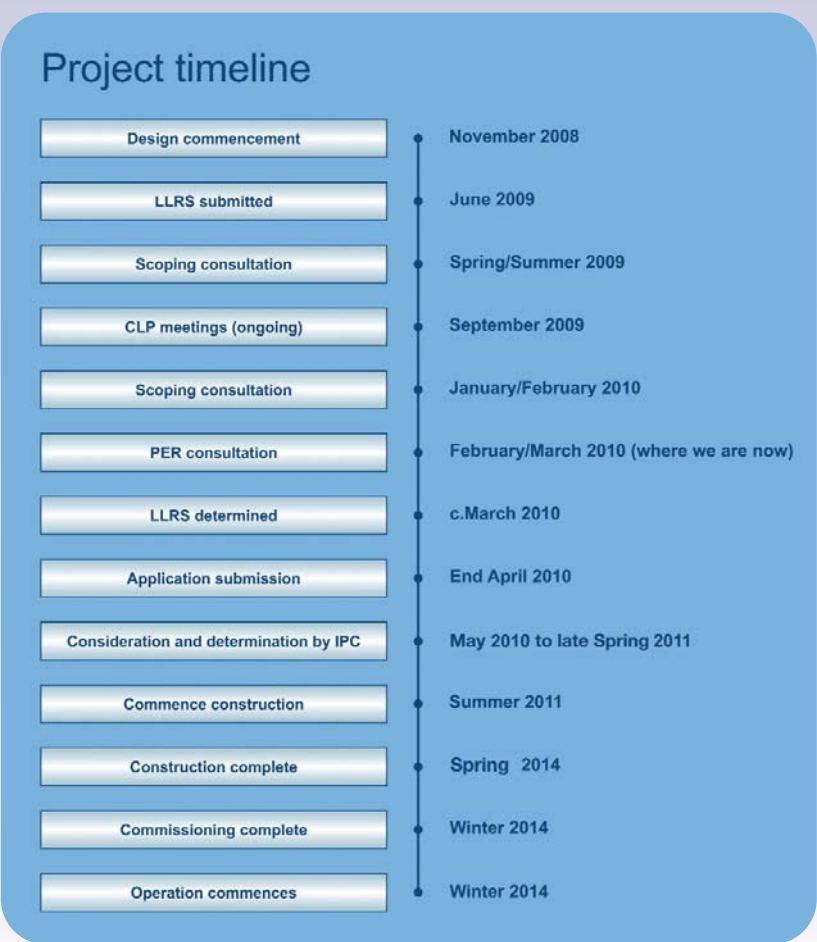 Project timeline
Design commencement November 2008
LLRS submitted June 2009
Scoping consultation Spring/Summer 2009
CLP meetings (ongoing) September 2009
Scoping consultation January/February 2010
PER consultation February/March 2010 (where we are now)
LLRS determined c.March 2010
Application submission End April 2010
Consideration and determination by IPC May 2010 to late Spring 2011
Commence construction Summer 2011
Construction complete Spring 2014
Commissioning complete Winter 2014
Operation commences Winter 2014